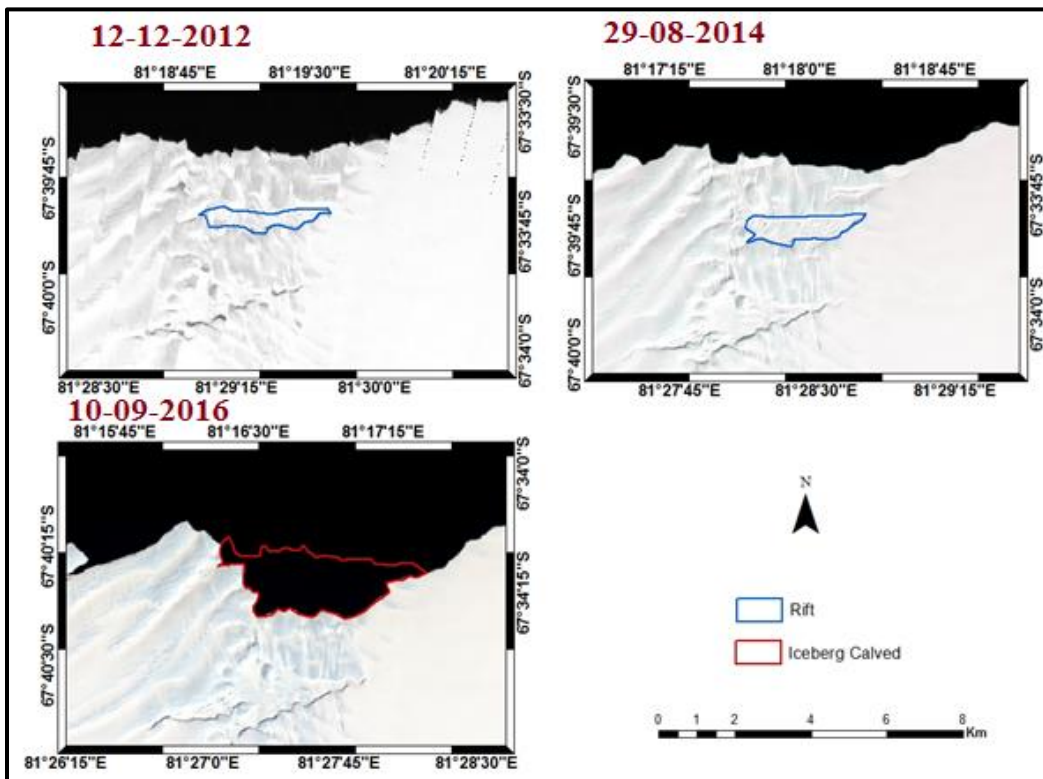 12-12-2012
81°18'45"E 81°19'30"E 81°20'15"E
67°39'45"S
67°40'0"S
67°33'30"S
67°33'45"S
67°34'0"S
81°28'30"E 81°29'15"E 81°30'0"E
29-08-2014
81°17'15"E 81°18'0"E 81°18'45"E
67°39'30"S
67°39'45"S
67°40'0"S
67°33'45"S
67°34'0"S
81°27'45"E 81°28'30"E 81°29'15"E
10-09-2016
81°15'45"E 81°16'30"E 81°17'15"E
67°40'15"S
67°40'30"S
67°34'0"S
67°34'15"S
81°26'15"E 81°27'0"E 81°27'45"E 81°28'30"E
N
Rift
Iceberg Calved
0 1 2 4 6 8
Km